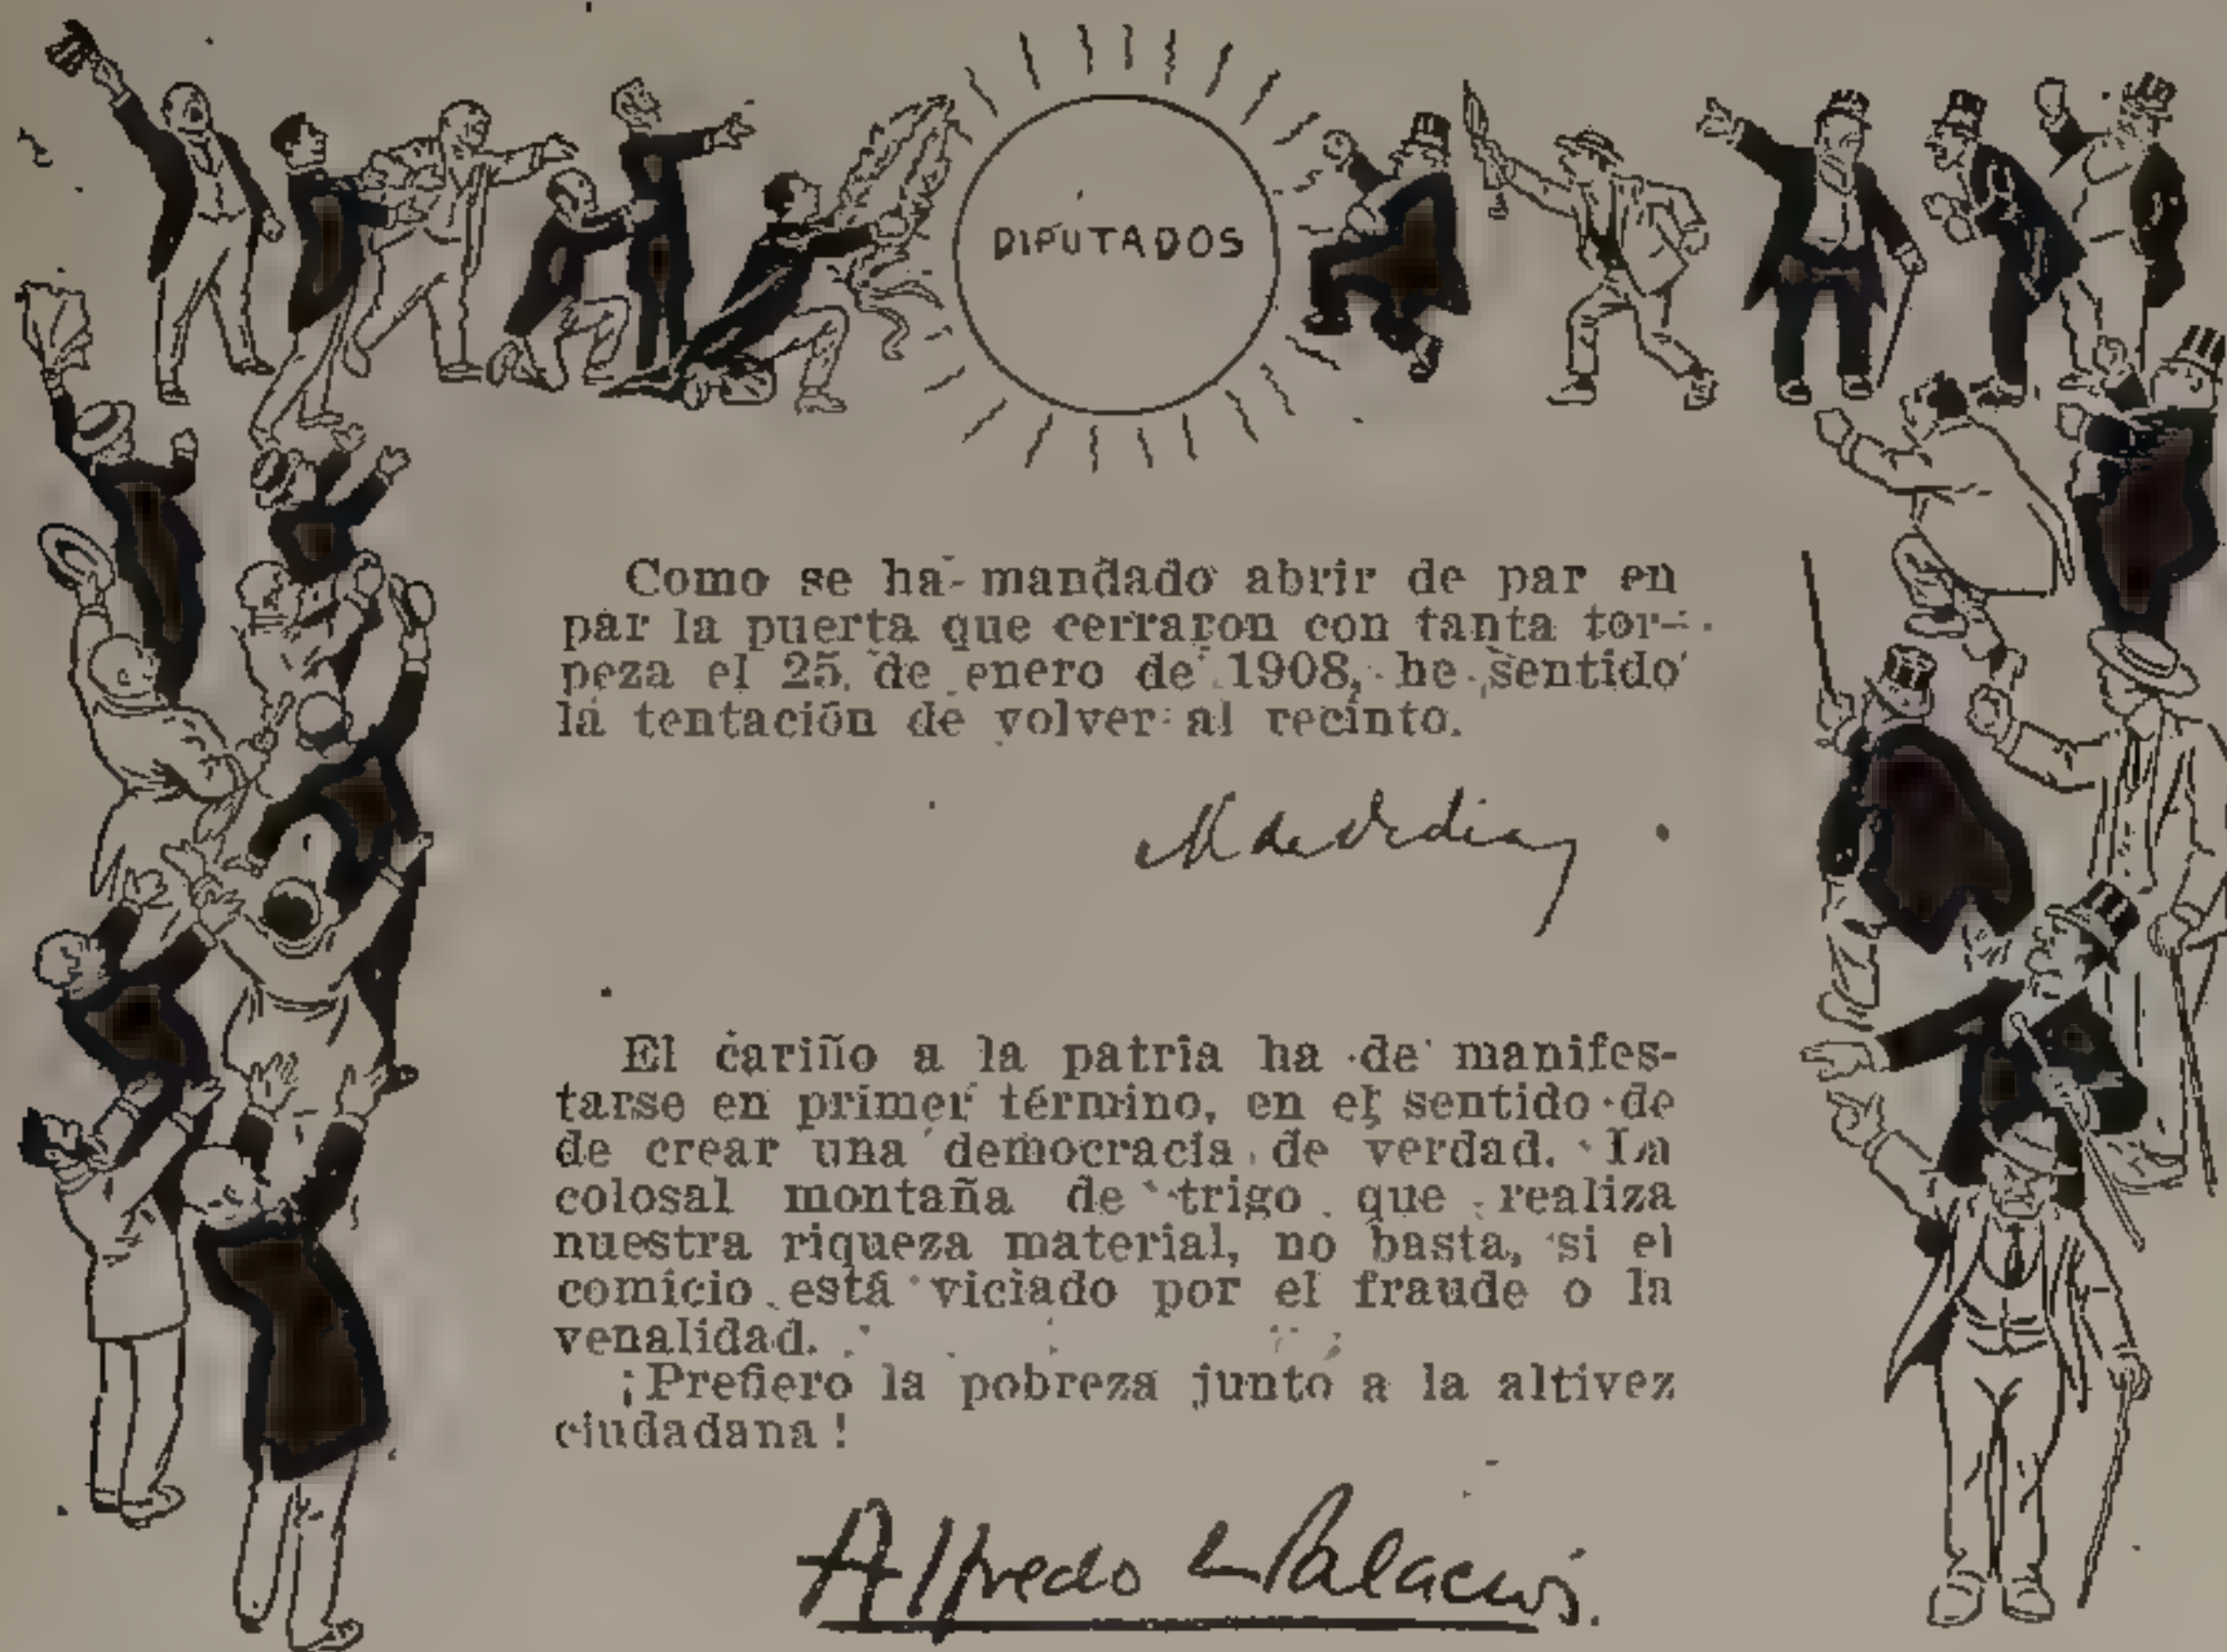 DIPUTADOS
Como se ha mandado abrir de par en
par la puerta que cerraron con tanta tor-
peza el 25 de enero de 1908, he sentido
la tentación de volver al recinto.
El cariño a la patria ha de manifes-
tarse en primer término, en el sentido de
de crear una democracia de verdad. La
colosal montaña de trigo que realiza
nuestra riqueza material, no basta, si el
comicio está viciado por el fraude o la
venalidad.
¡Prefiero la pobreza junto a la altivez
ciudadana!
Alfredo L Palacios.